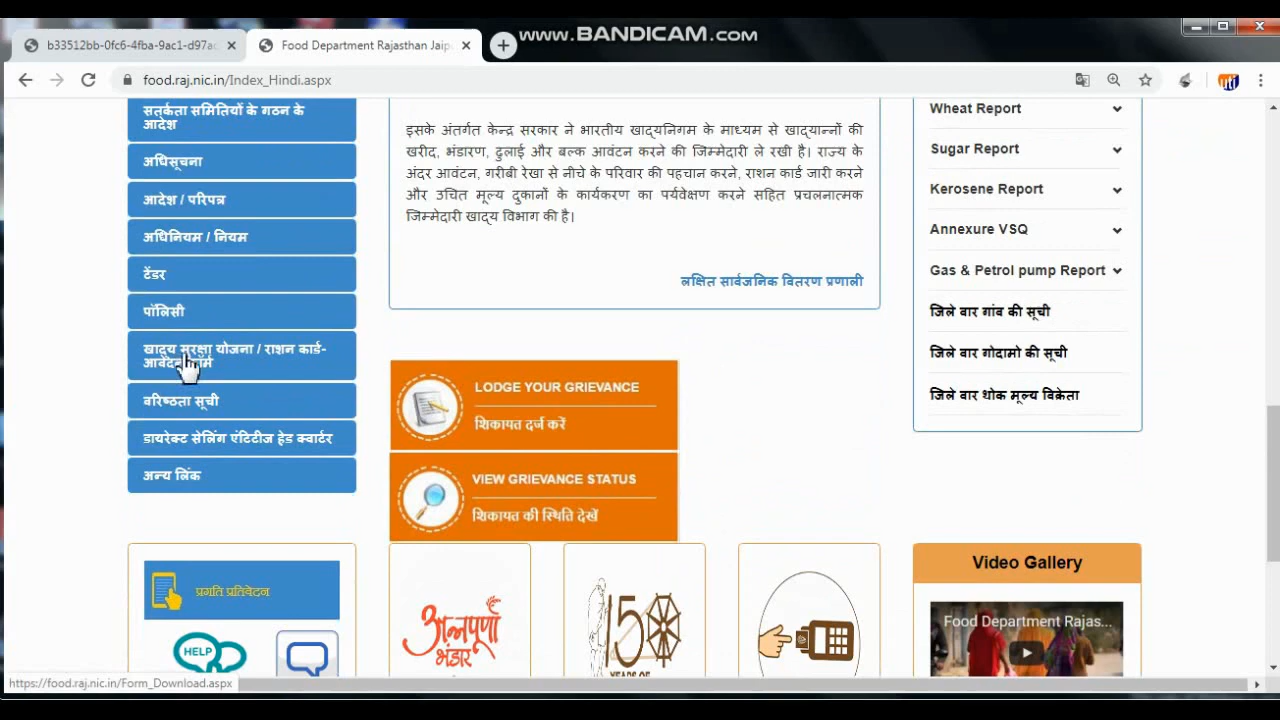 www.BANDICAM.com
b33512bb-0fc6-4fba-9ac1-d97ac
Food Department Rajasthan Jaipu
food.raj.nic.in/Index_Hindi.aspx
सतर्कता समितियों के गठन के
आदेश
अधिसूचना
आदेश / परिपत्र
अधिनियम / नियम
टेंडर
पॉलिसी
खाद्य सुरक्षा योजना / राशन कार्ड-
आवेदन फॉर्म
वरिष्ठता सूची
डायरेक्ट सेलिंग एंटिटीज हेड क्वार्टर
अन्य लिंक
इसके अंतर्गत केन्द्र सरकार ने भारतीय खाद्यनिगम के माध्यम से खाद्यान्नों की
खरीद, भंडारण, ढुलाई और बल्क आवंटन करने की जिम्मेदारी ले रखी है। राज्य के
अंदर आवंटन, गरीबी रेखा से नीचे के परिवार की पहचान करने, राशन कार्ड जारी करने
और उचित मूल्य दुकानों के कार्यकरण का पर्यवेक्षण करने सहित प्रचलनात्मक
जिम्मेदारी खाद्य विभाग की है।
लक्षित सार्वजनिक वितरण प्रणाली
LODGE YOUR GRIEVANCE
शिकायत दर्ज करें
VIEW GRIEVANCE STATUS
शिकायत की स्थिति देखें
Wheat Report
Sugar Report
Kerosene Report
Annexure VSQ
Gas & Petrol pump Report
जिले वार गांव की सूची
जिले वार गोदामो की सूची
जिले वार थोक मूल्य विक्रेता
प्रगति प्रतिवेदन
HELP
अन्नपूर्णा
भंडार
150
YEARS OF
Video Gallery
Food Department Rajas...
https://food.raj.nic.in/Form_Download.aspx